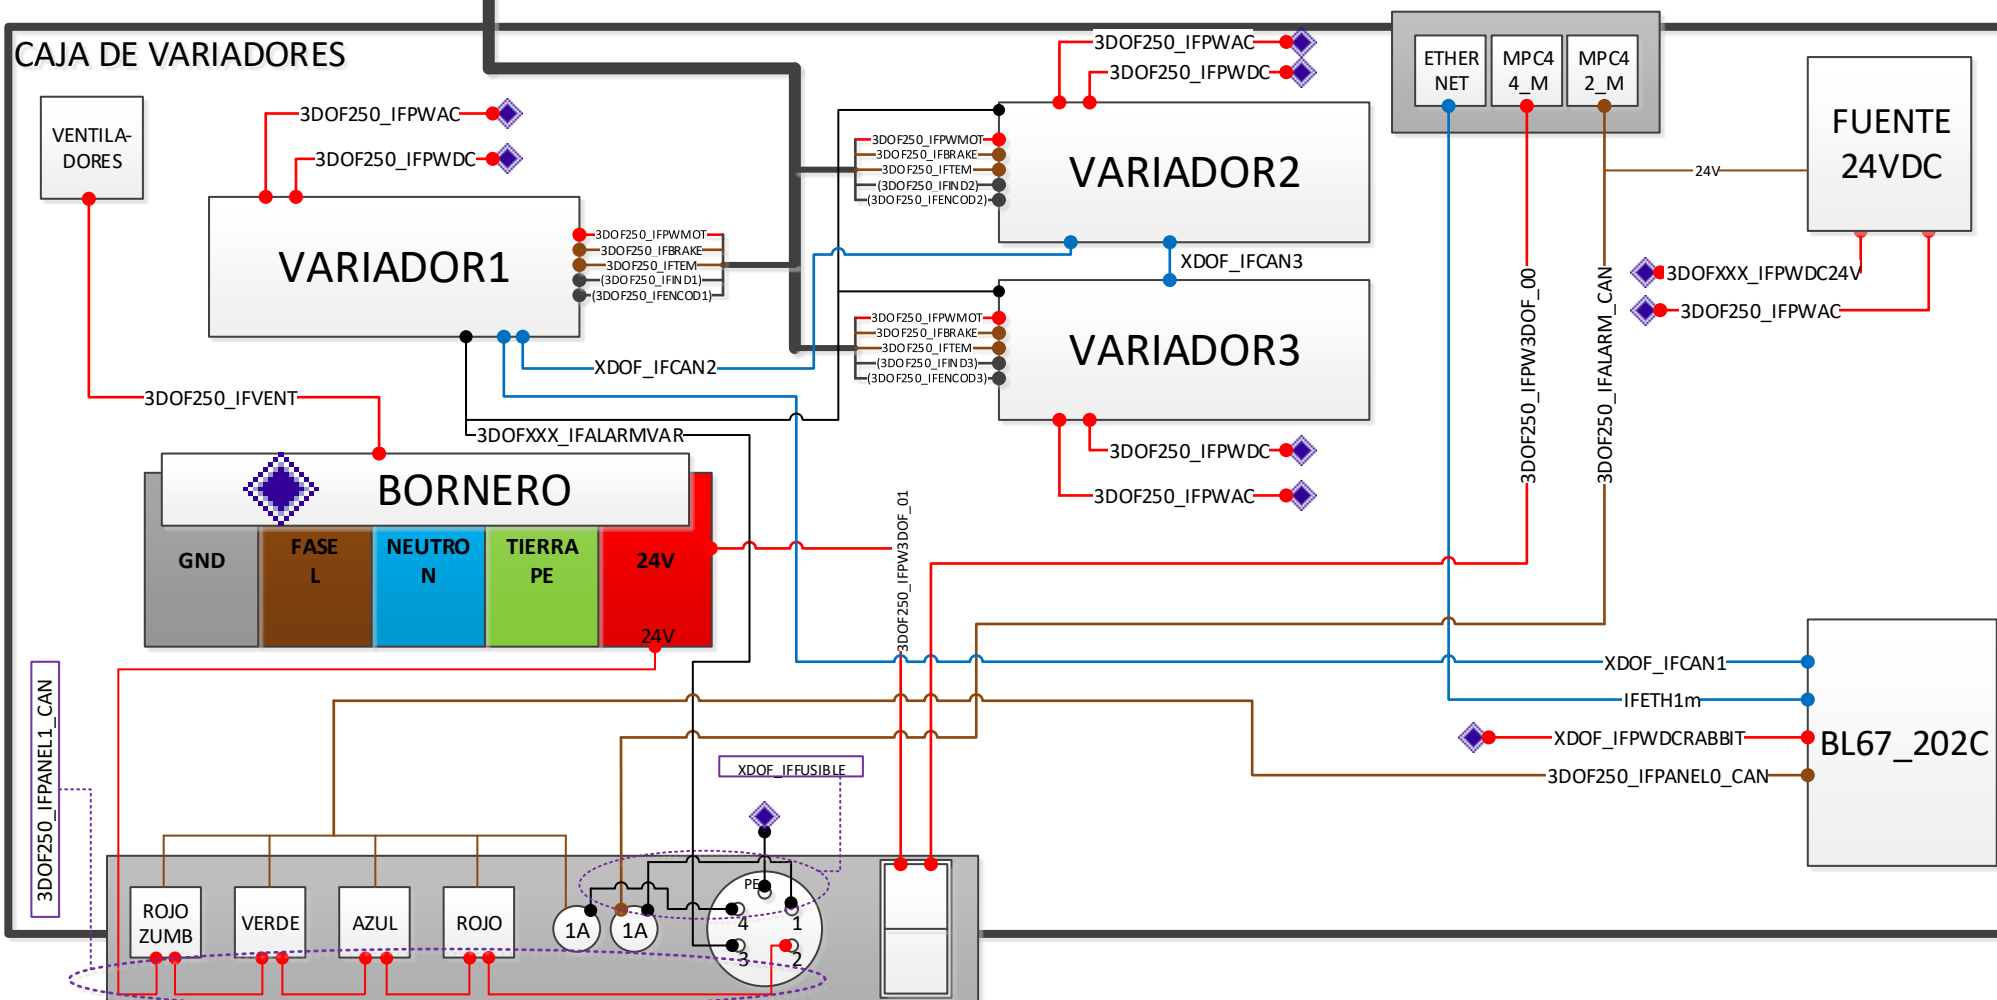 CAJA DE VARIADORES
VENTILA-
DORES
3DOF250_IFPWAC
3DOF250_IFPWDC
VARIADOR1
3DOF250_IFPWMOT
3DOF250_IFBRAKE
3DOF250_IFTEM
(3DOF250_IFIND1)
(3DOF250_IFENCOD1)
3DOF250_IFPWAC
3DOF250_IFPWDC
3DOF250_IFPWMOT
3DOF250_IFBRAKE
3DOF250_IFTEM
(3DOF250_IFIND2)
(3DOF250_IFENCOD2)
VARIADOR2
XDOF_IFCAN3
3DOF250_IFPWMOT
3DOF250_IFBRAKE
3DOF250_IFTEM
(3DOF250_IFIND3)
(3DOF250_IFENCOD3)
VARIADOR3
3DOF250_IFPWDC
3DOF250_IFPWAC
ETHER
NET
MPC4
4_M
MPC4
2_M
FUENTE
24VDC
24V
3DOFXXX_IFPWDC24V
3DOF250_IFPWAC
3DOF250_IFPW3DOF_00
3DOF250_IFALARM_CAN
XDOF_IFCAN2
3DOF250_IFVENT
3DOFXXX_IFALARMVAR
BORNERO
GND
FASE
L
NEUTRO
N
TIERRA
PE
24V
24V
3DOF250_IFPW3DOF_01
XDOF_IFCAN1
IFETH1m
XDOF_IFPWDCRABBIT
3DOF250_IFPANEL0_CAN
BL67_202C
3DOF250_IFPANEL1_CAN
XDOF_IFFUSIBLE
ROJO
ZUMB
VERDE
AZUL
ROJO
1A
1A
PE
4
1
3
2